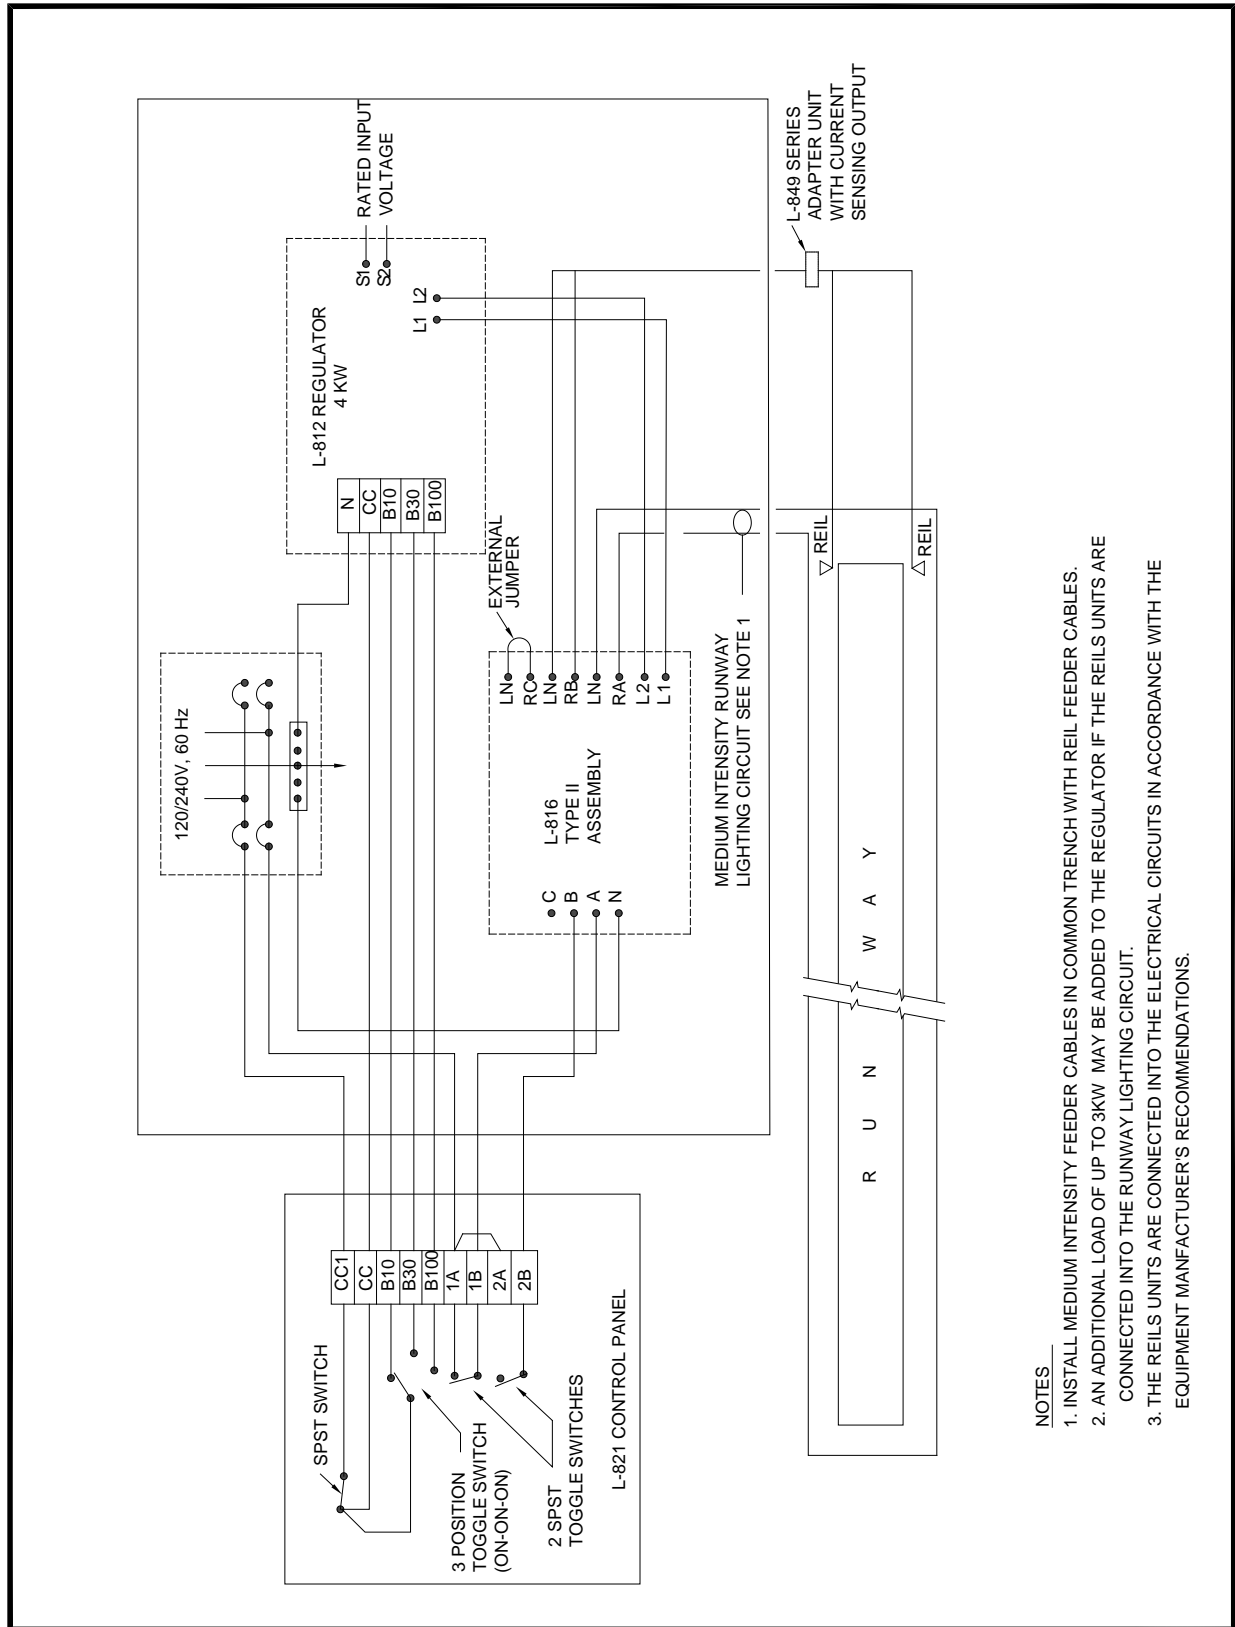 120/240V, 60 Hz
L-812 REGULATOR
4 KW
S1
S2
RATED INPUT
VOLTAGE
L1
L2
N
CC
B10
B30
B100
EXTERNAL
JUMPER
L-816
TYPE II
ASSEMBLY
C
B
A
N
LN
RC
LN
RB
LN
RA
L2
L1
MEDIUM INTENSITY RUNWAY
LIGHTING CIRCUIT SEE NOTE 1
L-849 SERIES
ADAPTER UNIT
WITH CURRENT
SENSING OUTPUT
SPST SWITCH
CC1
CC
B10
B30
B100
1A
1B
2A
2B
3 POSITION
TOGGLE SWITCH
(ON-ON-ON)
2 SPST
TOGGLE SWITCHES
L-821 CONTROL PANEL
REIL
REIL
R U N W A Y
NOTES
1. INSTALL MEDIUM INTENSITY FEEDER CABLES IN COMMON TRENCH WITH REIL FEEDER CABLES.
2. AN ADDITIONAL LOAD OF UP TO 3KW MAY BE ADDED TO THE REGULATOR IF THE REILS UNITS ARE
CONNECTED INTO THE RUNWAY LIGHTING CIRCUIT.
3. THE REILS UNITS ARE CONNECTED INTO THE ELECTRICAL CIRCUITS IN ACCORDANCE WITH THE
EQUIPMENT MANFACTURER'S RECOMMENDATIONS.